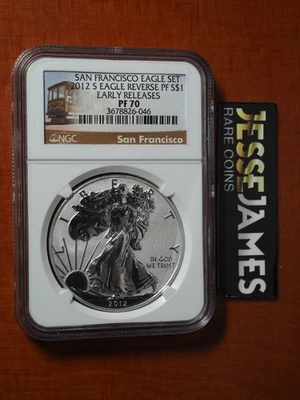 SAN FRANCISCO EAGLE SET
2012 S EAGLE REVERSE PF S$1
EARLY RELEASES
PF 70
3678826-046
NGC
San Francisco
LIBERTY
IN GOD
WE TRUST
2012
JESSE JAMES
RARE COINS